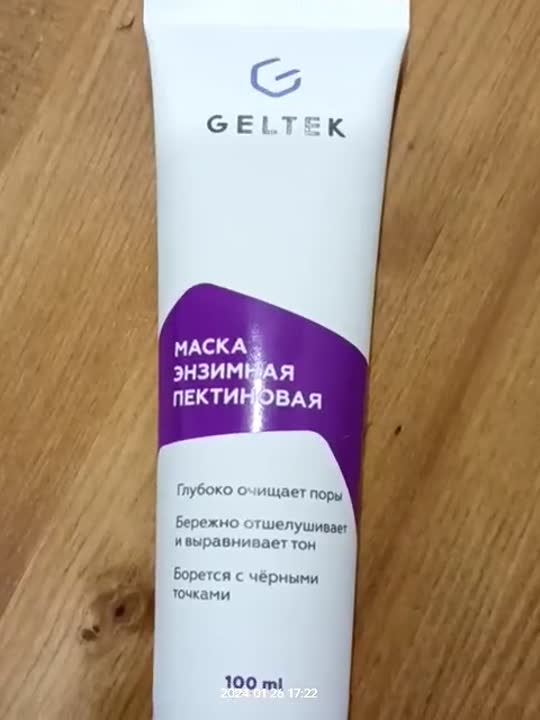 GELTEK
МАСКА
ЭНЗИМНАЯ
ПЕКТИНОВАЯ
Глубоко очищает поры
Бережно отшелушивает
и выравнивает тон
Борется с чёрными
точками
100 ml
2024 01 26 17:22